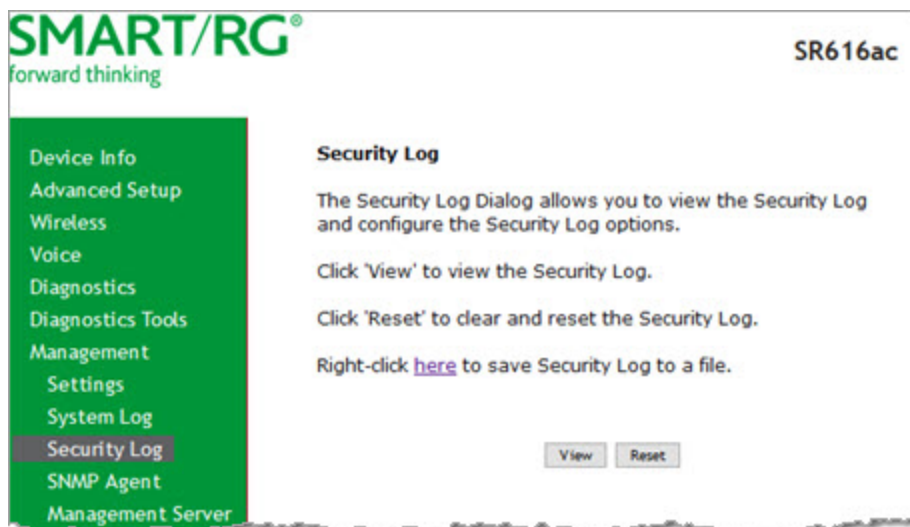 SMART/RG®
forward thinking
SR616ac
Device Info
Advanced Setup
Wireless
Voice
Diagnostics
Diagnostics Tools
Management
Settings
System Log
Security Log
SNMP Agent
Management Server
Security Log
The Security Log Dialog allows you to view the Security Log
and configure the Security Log options.
Click 'View' to view the Security Log.
Click 'Reset' to clear and reset the Security Log.
Right-click here to save Security Log to a file.
View Reset